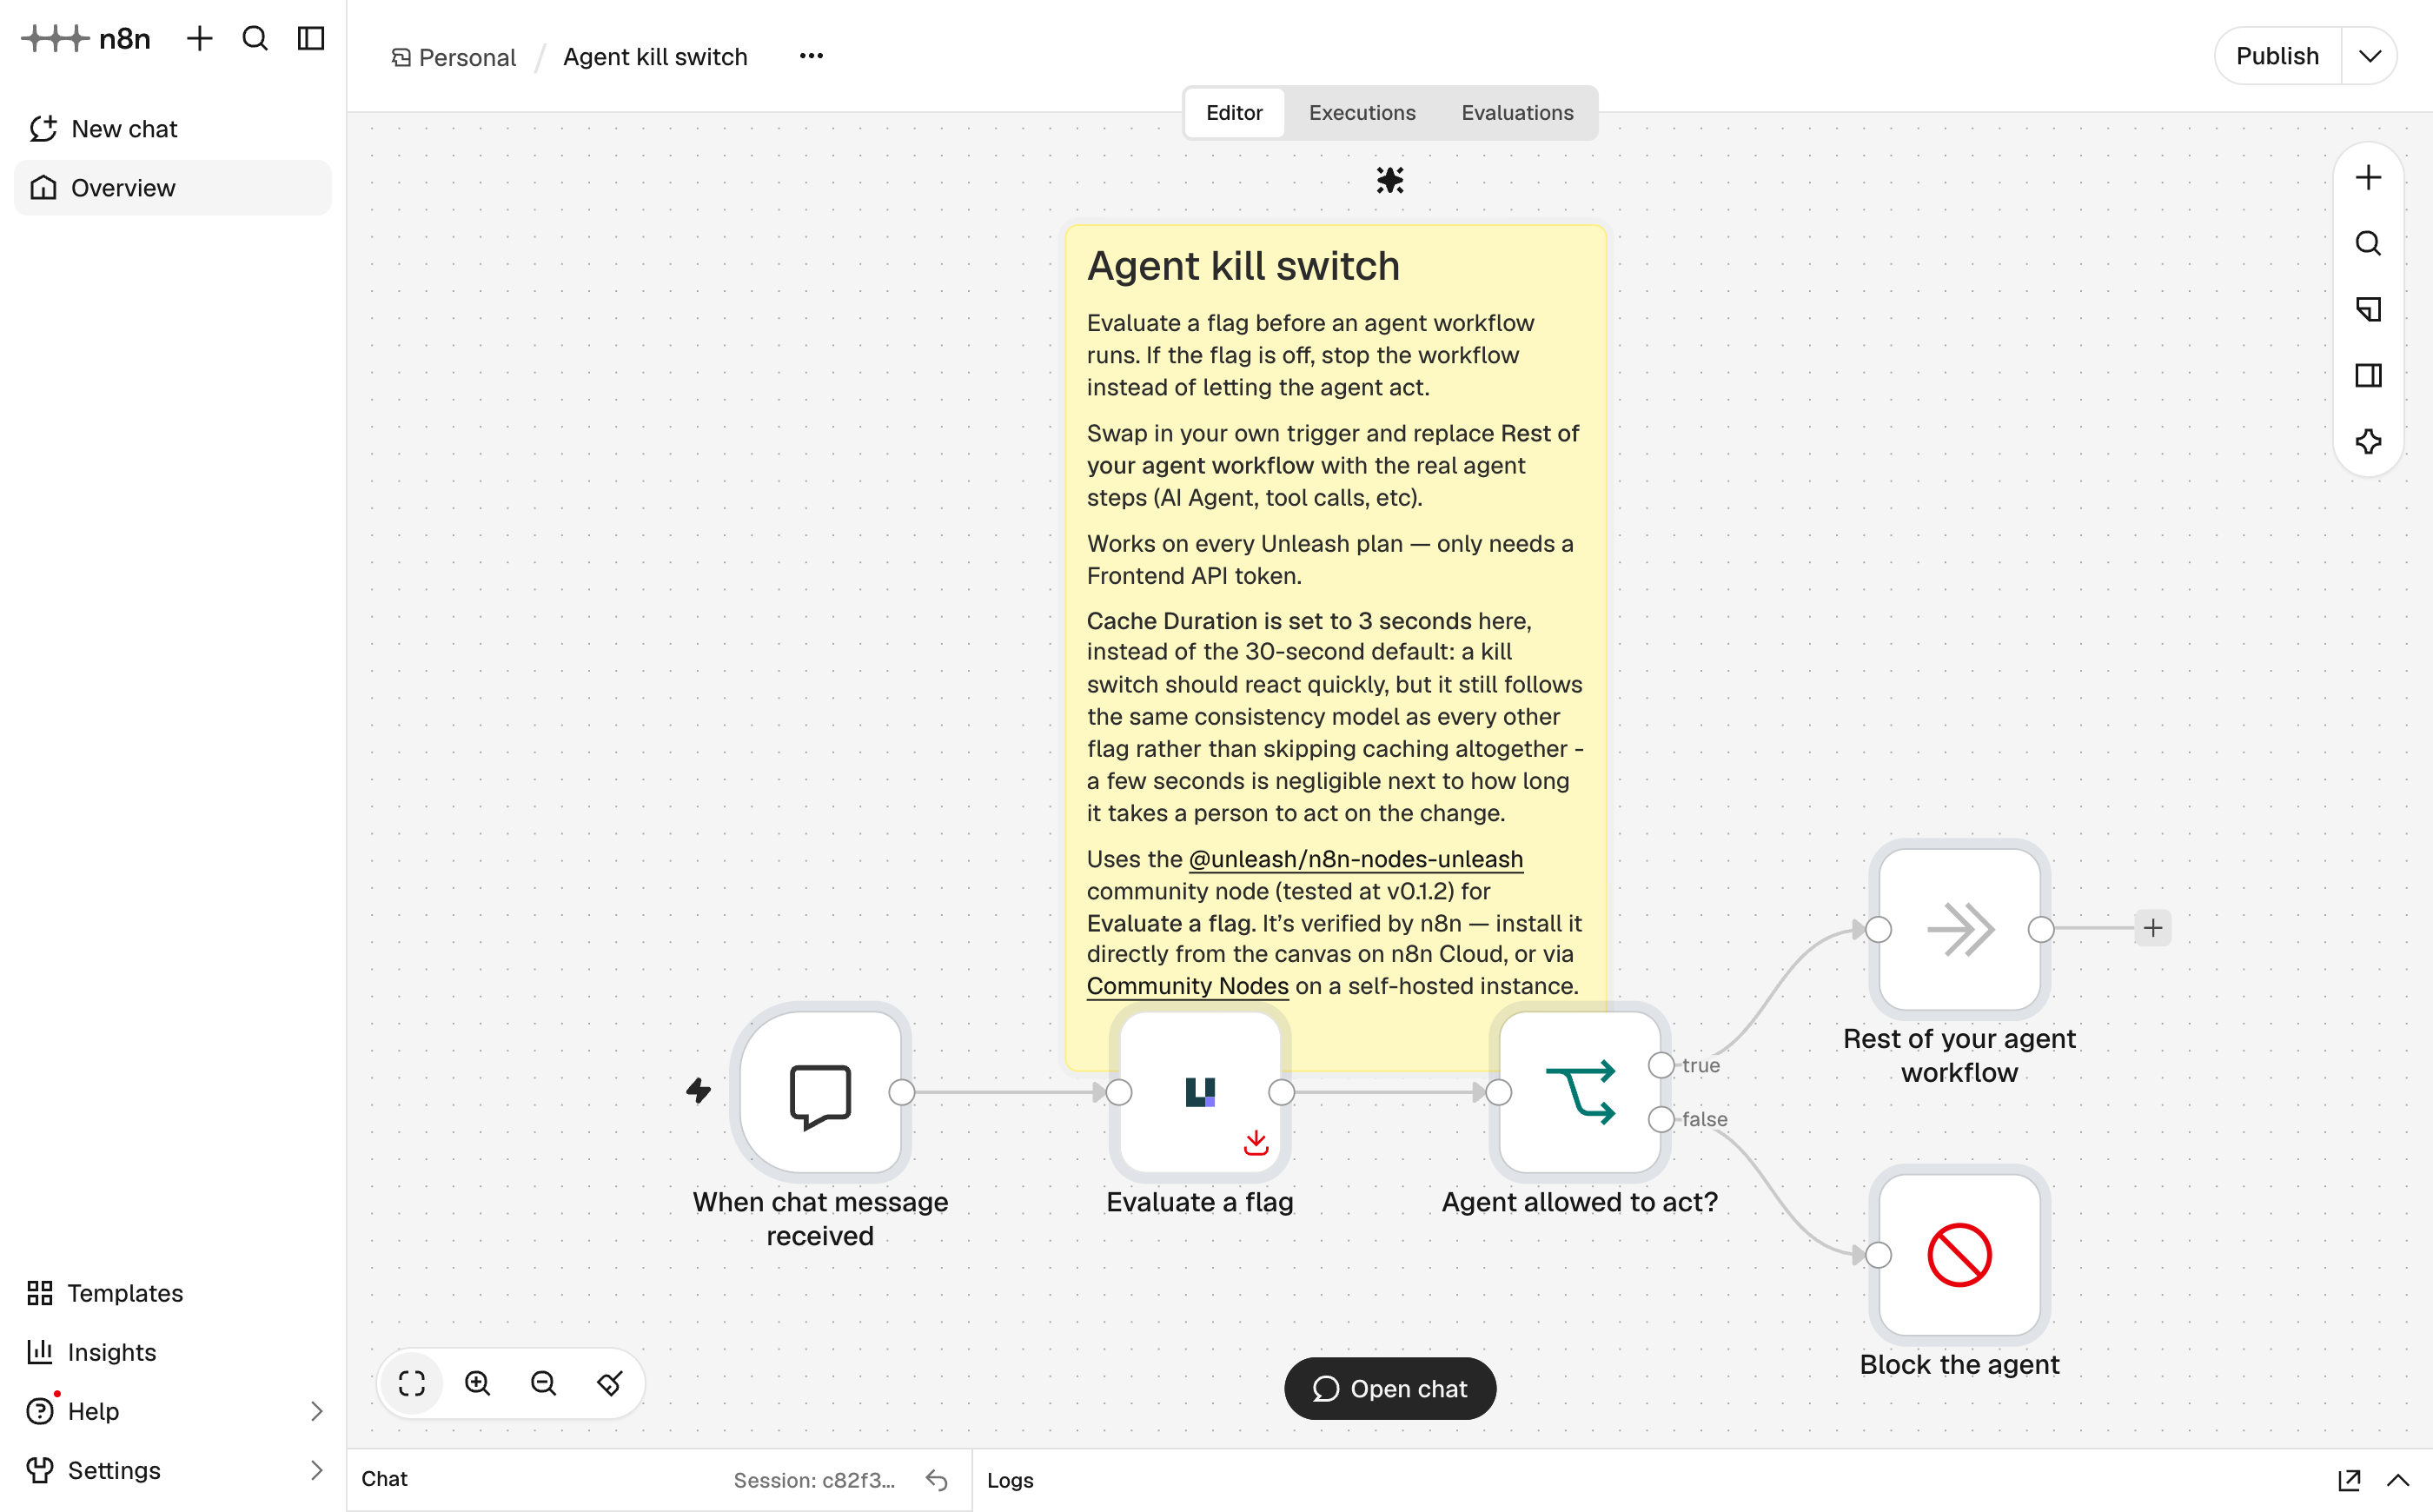 n8n
Personal / Agent kill switch
Publish
New chat
Overview
Editor
Executions
Evaluations
Agent kill switch
Evaluate a flag before an agent workflow
runs. If the flag is off, stop the workflow
instead of letting the agent act.
Swap in your own trigger and replace Rest of
your agent workflow with the real agent
steps (AI Agent, tool calls, etc).
Works on every Unleash plan — only needs a
Frontend API token.
Cache Duration is set to 3 seconds here,
instead of the 30-second default: a kill
switch should react quickly, but it still follows
the same consistency model as every other
flag rather than skipping caching altogether -
a few seconds is negligible next to how long
it takes a person to act on the change.
Uses the @unleash/n8n-nodes-unleash
community node (tested at v0.1.2) for
Evaluate a flag. It’s verified by n8n — install it
directly from the canvas on n8n Cloud, or via
Community Nodes on a self-hosted instance.
When chat message
received
Evaluate a flag
Agent allowed to act?
true
false
Rest of your agent
workflow
Block the agent
Templates
Insights
Help
Settings
Open chat
Chat
Session: c82f3...
Logs